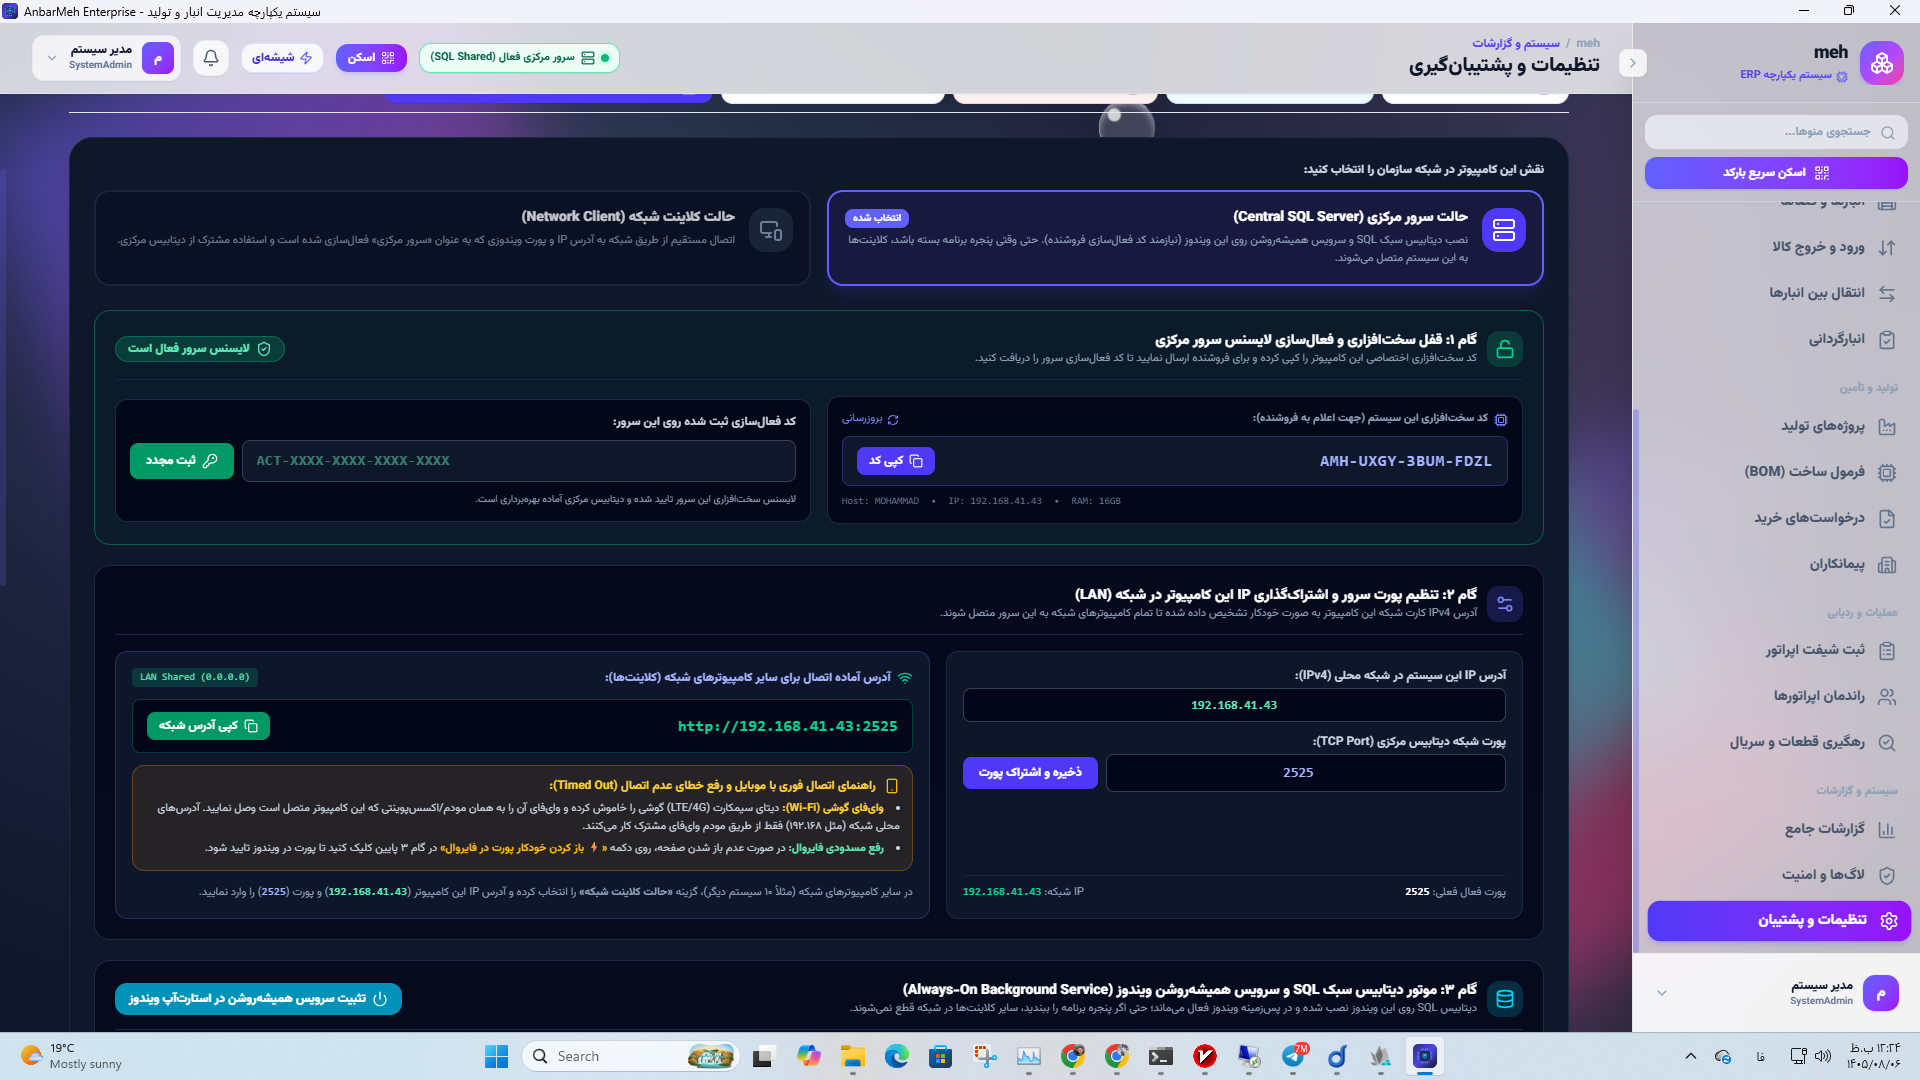 AnbarMeh Enterprise - سیستم یکپارچه مدیریت انبار و تولید
meh
سیستم یکپارچه ERP
meh / سیستم و گزارشات
تنظیمات و پشتیبان‌گیری
سرور مرکزی فعال (SQL Shared)
اسکن
شیشه‌ای
م
مدیر سیستم
SystemAdmin
جستجوی منوها...
اسکن سریع بارکد
ورود و خروج کالا
انتقال بین انبارها
انبارگردانی
تولید و تأمین
پروژه‌های تولید
فرمول ساخت (BOM)
درخواست‌های خرید
پیمانکاران
عملیات و ردیابی
ثبت شیفت اپراتور
راندمان اپراتورها
رهگیری قطعات و سریال
سیستم و گزارشات
گزارشات جامع
لاگ‌ها و امنیت
تنظیمات و پشتیبان
مدیر سیستم
SystemAdmin
م
نقش این کامپیوتر در شبکه سازمان را انتخاب کنید:
حالت سرور مرکزی (Central SQL Server)
انتخاب شده
نصب دیتابیس سبک SQL و سرویس همیشه‌روشن روی این ویندوز (نیازمند کد فعال‌سازی فروشنده). حتی وقتی پنجره برنامه بسته باشد، کلاینت‌ها
به این سیستم متصل می‌شوند.
حالت کلاینت شبکه (Network Client)
اتصال مستقیم از طریق شبکه به آدرس IP و پورت ویندوزی که به عنوان «سرور مرکزی» فعال‌سازی شده است و استفاده مشترک از دیتابیس مرکزی.
گام ۱: قفل سخت‌افزاری و فعال‌سازی لایسنس سرور مرکزی
کد سخت‌افزاری اختصاصی این کامپیوتر را کپی کرده و برای فروشنده ارسال نمایید تا کد فعال‌سازی سرور را دریافت کنید.
لایسنس سرور فعال است
کد سخت‌افزاری این سیستم (جهت اعلام به فروشنده):
بروزرسانی
AMH-UXGY-3BUM-FDZL
کپی کد
Host: MOHAMMAD • IP: 192.168.41.43 • RAM: 16GB
کد فعال‌سازی ثبت شده روی این سرور:
ACT-XXXX-XXXX-XXXX-XXXX
ثبت مجدد
لایسنس سخت‌افزاری این سرور تایید شده و دیتابیس مرکزی آماده بهره‌برداری است.
گام ۲: تنظیم پورت سرور و اشتراک‌گذاری IP این کامپیوتر در شبکه (LAN)
آدرس IPv4 کارت شبکه این کامپیوتر به صورت خودکار تشخیص داده شده تا تمام کامپیوترهای شبکه به این سرور متصل شوند.
آدرس IP این سیستم در شبکه محلی (IPv4):
192.168.41.43
پورت شبکه دیتابیس مرکزی (TCP Port):
2525
ذخیره و اشتراک پورت
پورت فعال فعلی: 2525
IP شبکه: 192.168.41.43
آدرس آماده اتصال برای سایر کامپیوترهای شبکه (کلاینت‌ها):
LAN Shared (0.0.0.0)
http://192.168.41.43:2525
کپی آدرس شبکه
راهنمای اتصال فوری با موبایل و رفع خطای عدم اتصال (Timed Out):
• وای‌فای گوشی (Wi-Fi): دیتای سیمکارت (LTE/4G) گوشی را خاموش کرده و وای‌فای آن را به همان مودم/اکسس‌پوینتی که این کامپیوتر متصل است وصل نمایید. آدرس‌های
محلی شبکه (مثل ۱۹۲.۱۶۸) فقط از طریق مودم وای‌فای مشترک کار می‌کنند.
• رفع مسدودی فایروال: در صورت عدم باز شدن صفحه، روی دکمه «⚡ باز کردن خودکار پورت در فایروال» در گام ۳ پایین کلیک کنید تا پورت در ویندوز تایید شود.
در سایر کامپیوترهای شبکه (مثلاً ۱۰ سیستم دیگر)، گزینه «حالت کلاینت شبکه» را انتخاب کرده و آدرس IP این کامپیوتر (192.168.41.43) و پورت (2525) را وارد نمایید.
گام ۳: موتور دیتابیس سبک SQL و سرویس همیشه‌روشن ویندوز (Always-On Background Service)
دیتابیس SQL روی این ویندوز نصب شده و در پس‌زمینه ویندوز فعال می‌ماند؛ حتی اگر پنجره برنامه را ببندید، سایر کلاینت‌ها در شبکه قطع نمی‌شوند.
تثبیت سرویس همیشه‌روشن در استارت‌آپ ویندوز
19°C
Mostly sunny
Search
7M
فا
۱۲:۲۴ ب.ظ
۱۴۰۵/۰۸/۰۶